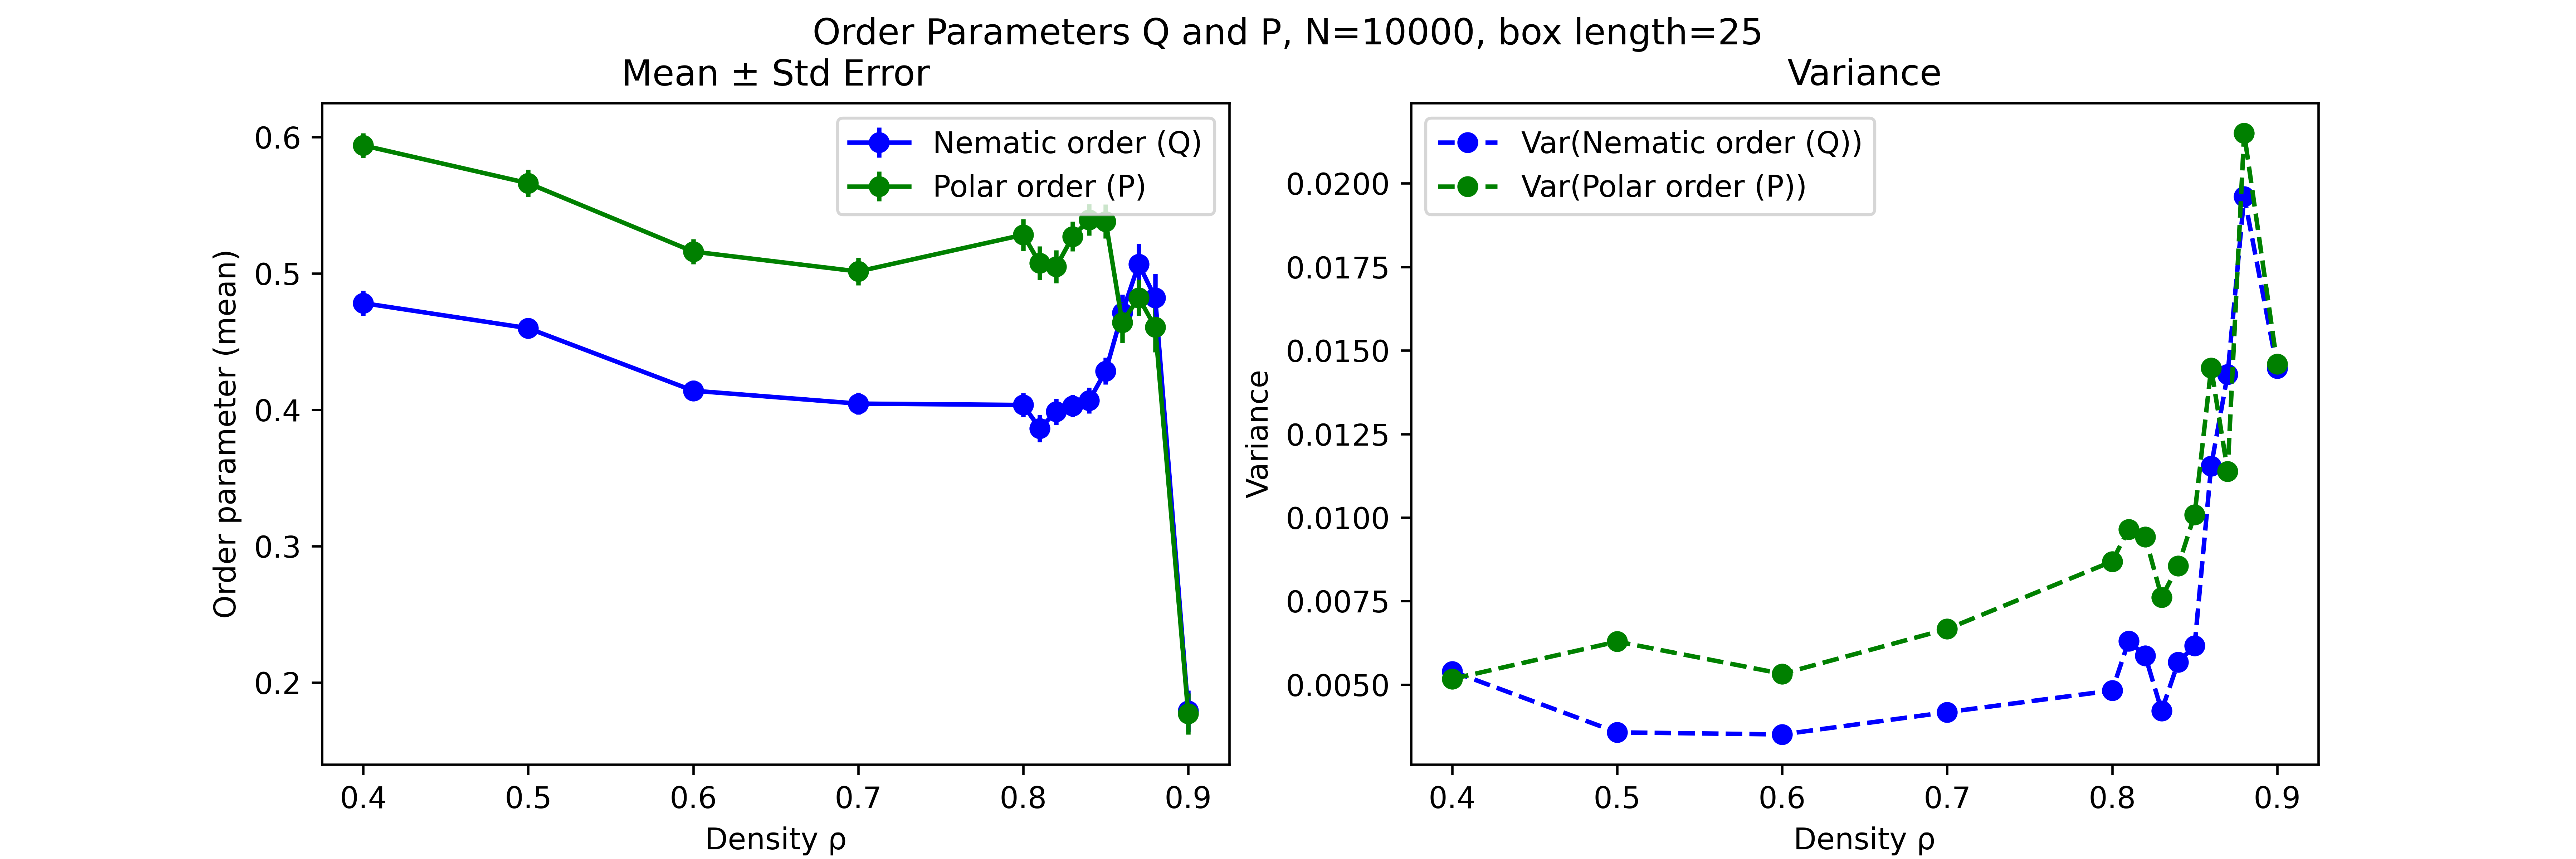 Order Parameters Q and P, N=10000, box length=25
Mean ± Std Error
Nematic order (Q)
Polar order (P)
Order parameter (mean)
0.6
0.5
0.4
0.3
0.2
0.4 0.5 0.6 0.7 0.8 0.9
Density ρ
Variance
Var(Nematic order (Q))
Var(Polar order (P))
Variance
0.0200
0.0175
0.0150
0.0125
0.0100
0.0075
0.0050
0.4 0.5 0.6 0.7 0.8 0.9
Density ρ